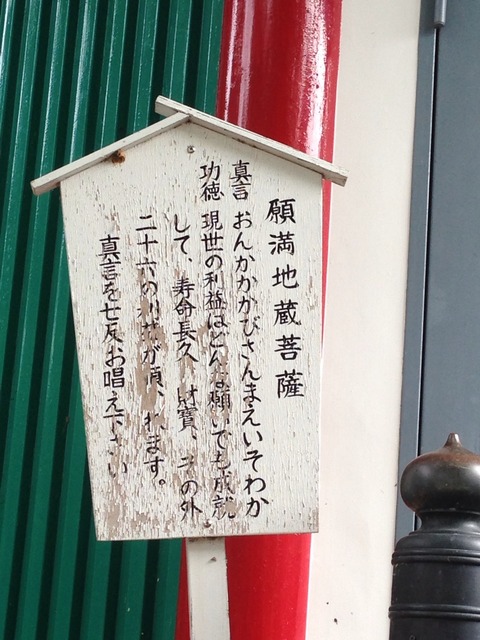 願満地蔵菩薩
真言 おんかかかびさんまえいそわか
功徳 現世の利益はどんな願いでも成就
して、寿命長久、財寳、その外
二十六の利益が頂、れます。
真言を七反お唱え下さい